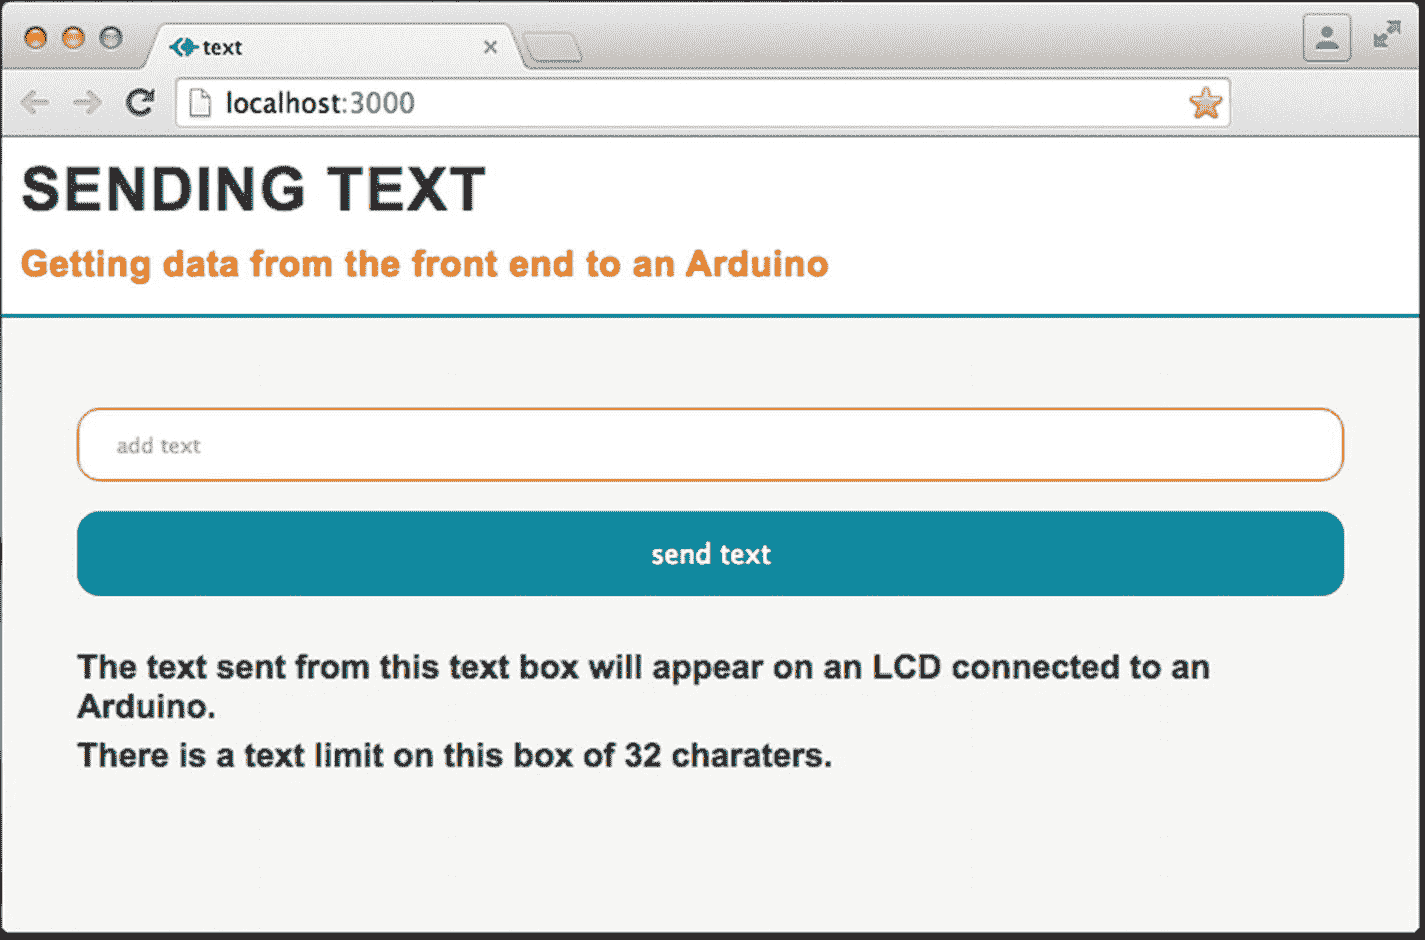 text
localhost:3000
SENDING TEXT
Getting data from the front end to an Arduino
add text
send text
The text sent from this text box will appear on an LCD connected to an
Arduino.
There is a text limit on this box of 32 charaters.